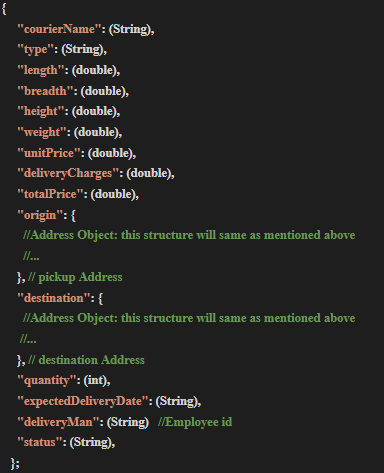 {
"courierName": (String),
"type": (String),
"length": (double),
"breadth": (double),
"height": (double),
"weight": (double),
"unitPrice": (double),
"deliveryCharges": (double),
"totalPrice": (double),
"origin": {
//Address Object: this structure will same as mentioned above
//...
}, // pickup Address
"destination": {
//Address Object: this structure will same as mentioned above
//...
}, // destination Address
"quantity": (int),
"expectedDeliveryDate": (String),
"deliveryMan": (String) //Employee id
"status": (String),
};